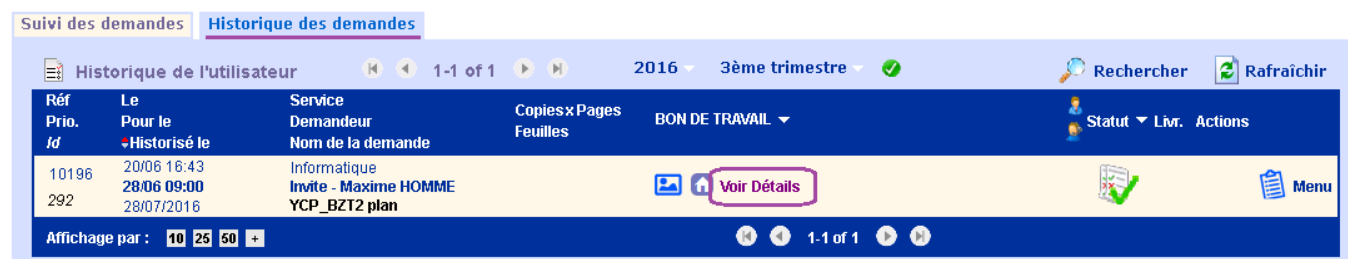 Suivi des demandes Historique des demandes
Historique de l'utilisateur 1-1 of 1 2016 3ème trimestre Rechercher Rafraîchir
Réf Le Service
Prio. Pour le Demandeur Copies x Pages BON DE TRAVAIL Statut Livr. Actions
Id Historisé le Nom de la demande Feuilles
10196 20/06 16:43 Informatique
28/06 09:00 Invite - Maxime HOMME Voir Détails Menu
292 28/07/2016 YCP_BZT2 plan
Affichage par : 10 25 50 + 1-1 of 1